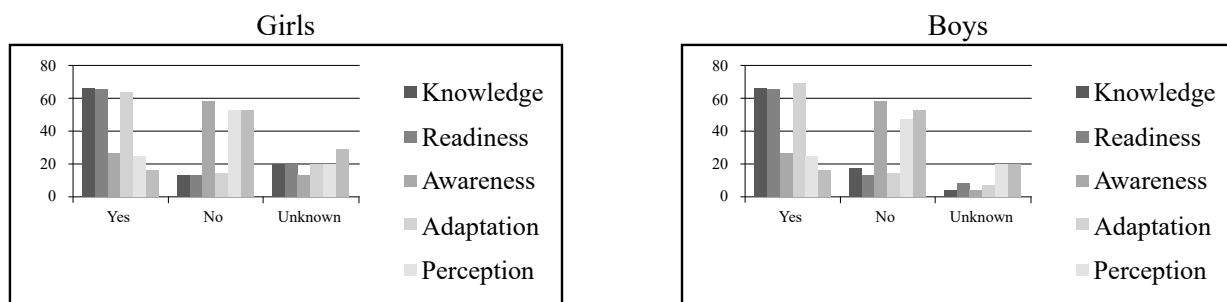 Girls
80
60
40
20
0
Yes No Unknown
Knowledge
Readiness
Awareness
Adaptation
Perception
Boys
80
60
40
20
0
Yes No Unknown
Knowledge
Readiness
Awareness
Adaptation
Perception